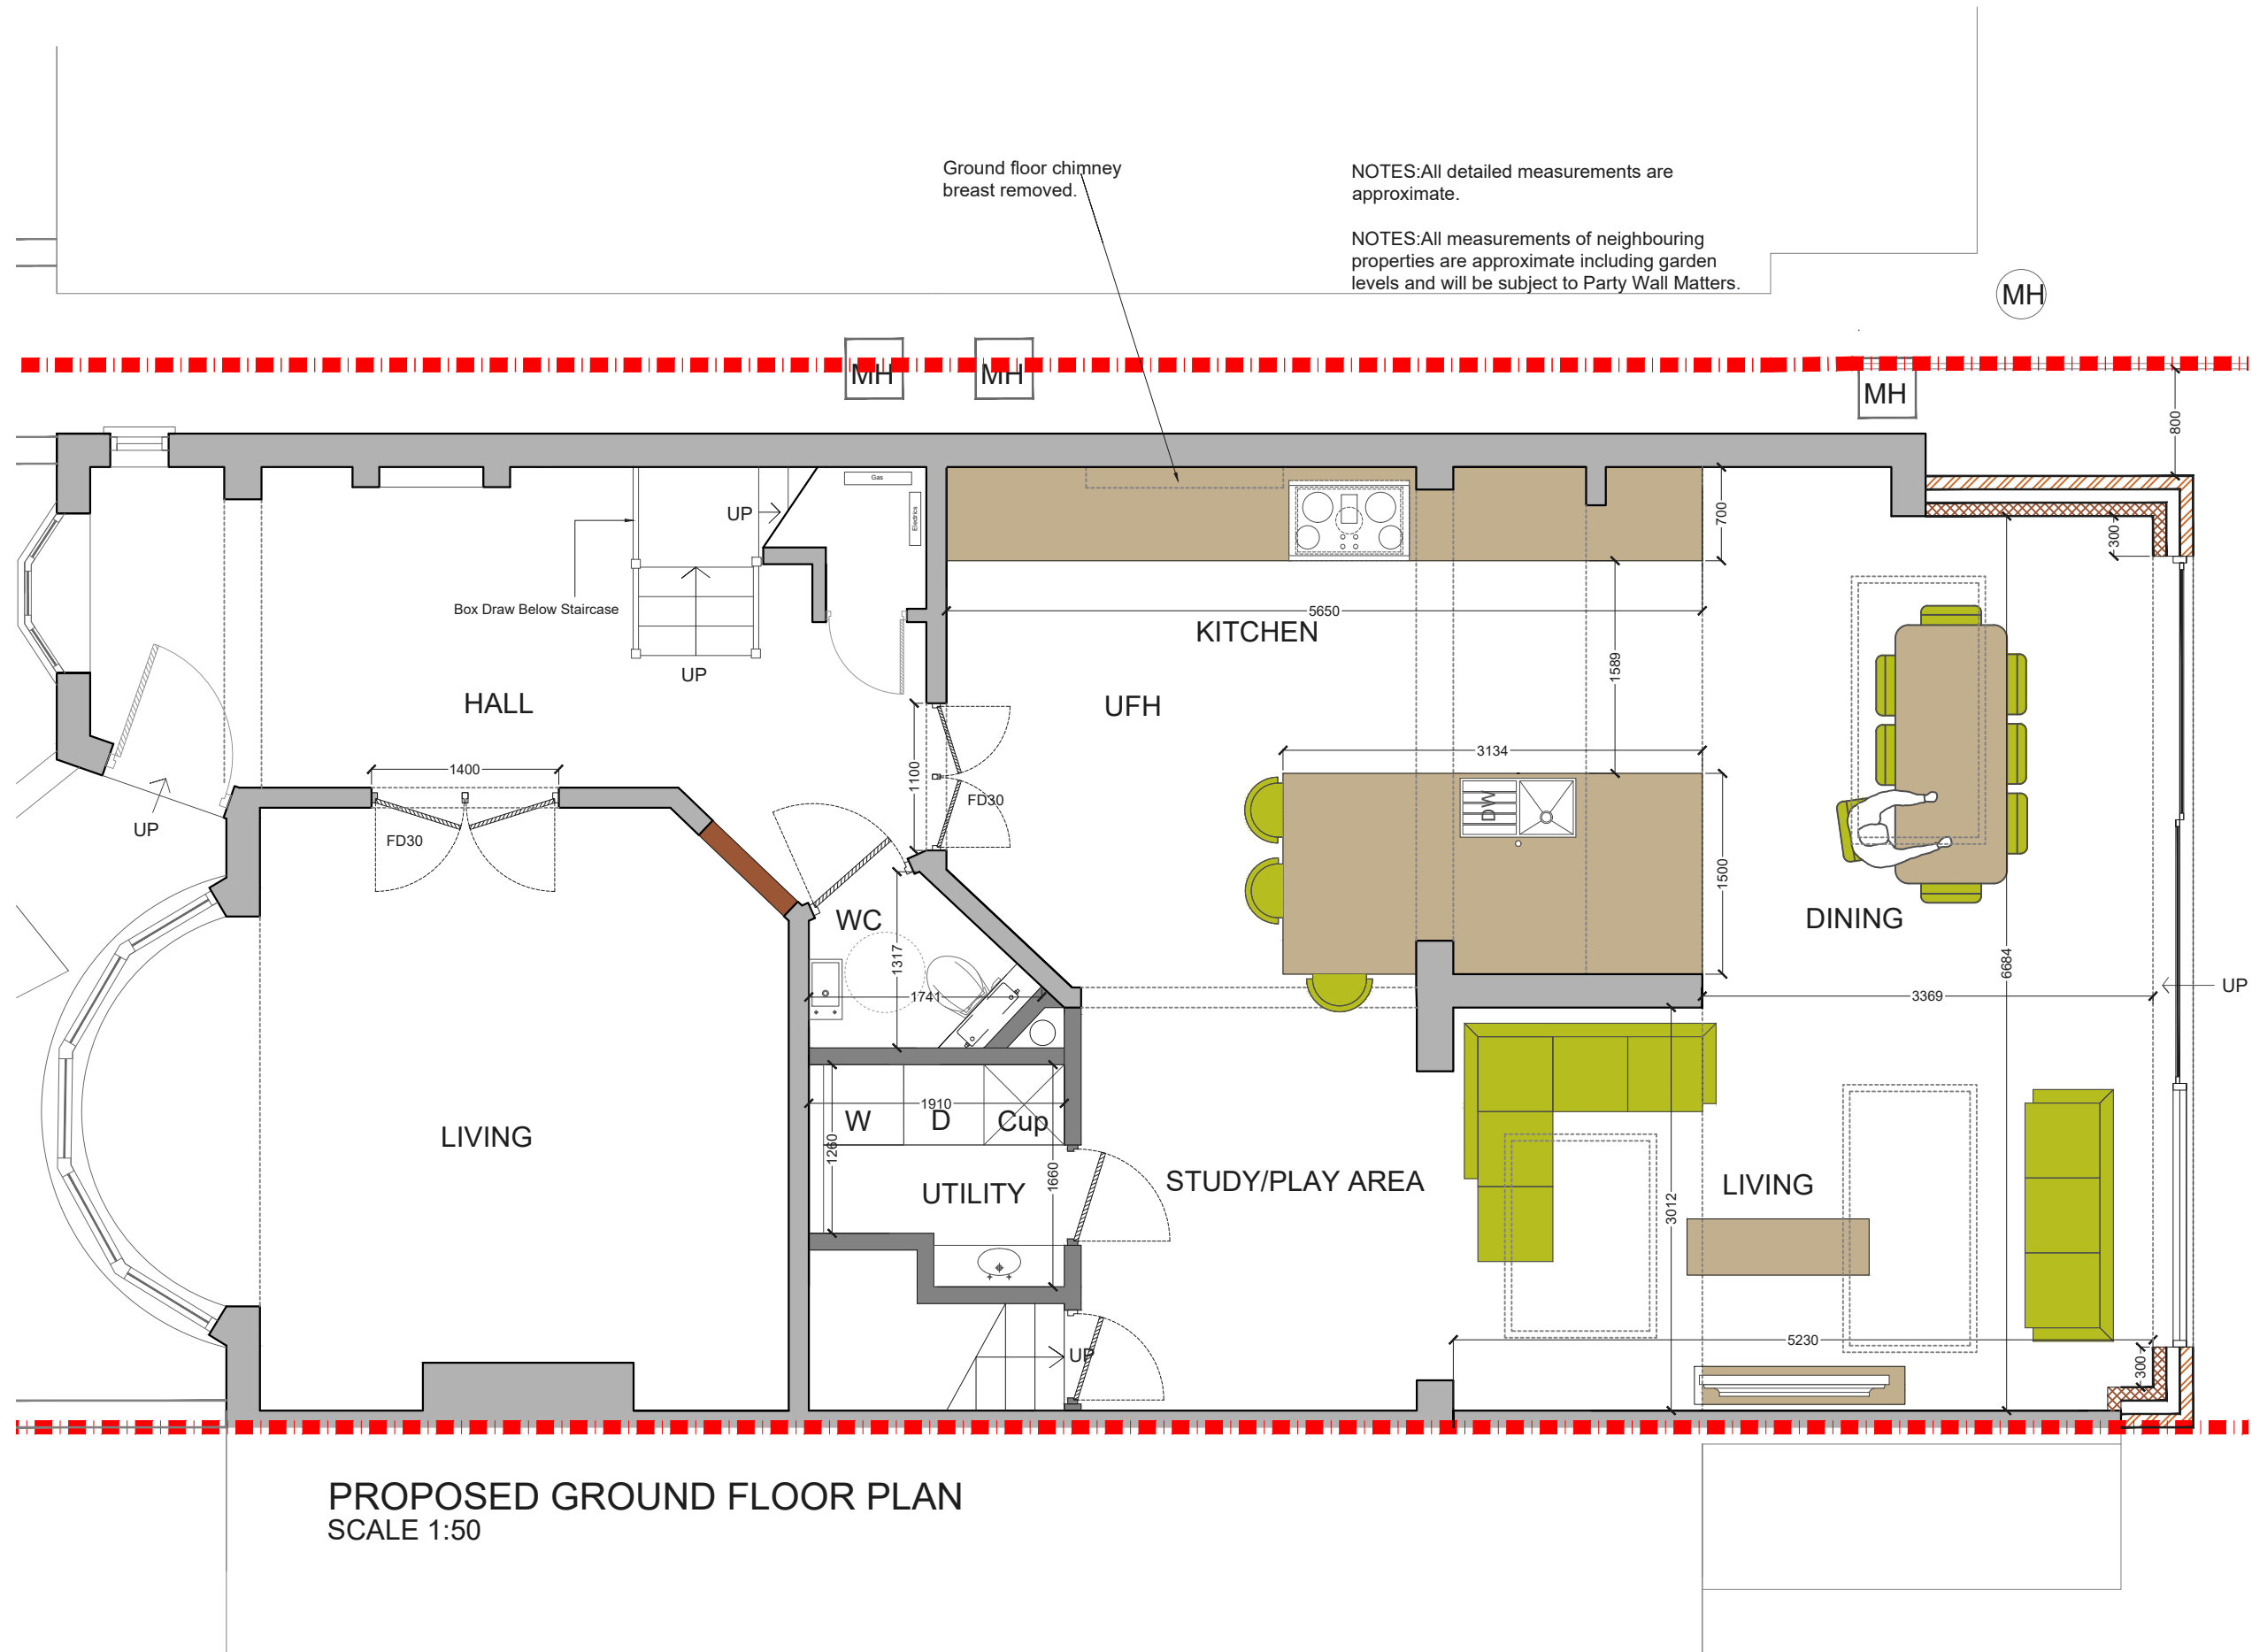 Ground floor chimney
breast removed.
NOTES:All detailed measurements are
approximate.
NOTES:All measurements of neighbouring
properties are approximate including garden
levels and will be subject to Party Wall Matters.
MH
MH
MH
MH
800
Gas
Electrics
UP
700
300
Box Draw Below Staircase
5650
KITCHEN
UP
1589
HALL
UFH
3134
1400
1100
FD30
DW
UP
FD30
1500
WC
DINING
1317
6684
UP
1741
3369
1910
W
D
Cup
LIVING
1260
1660
STUDY/PLAY AREA
LIVING
UTILITY
3012
5230
UP
300
PROPOSED GROUND FLOOR PLAN
SCALE 1:50